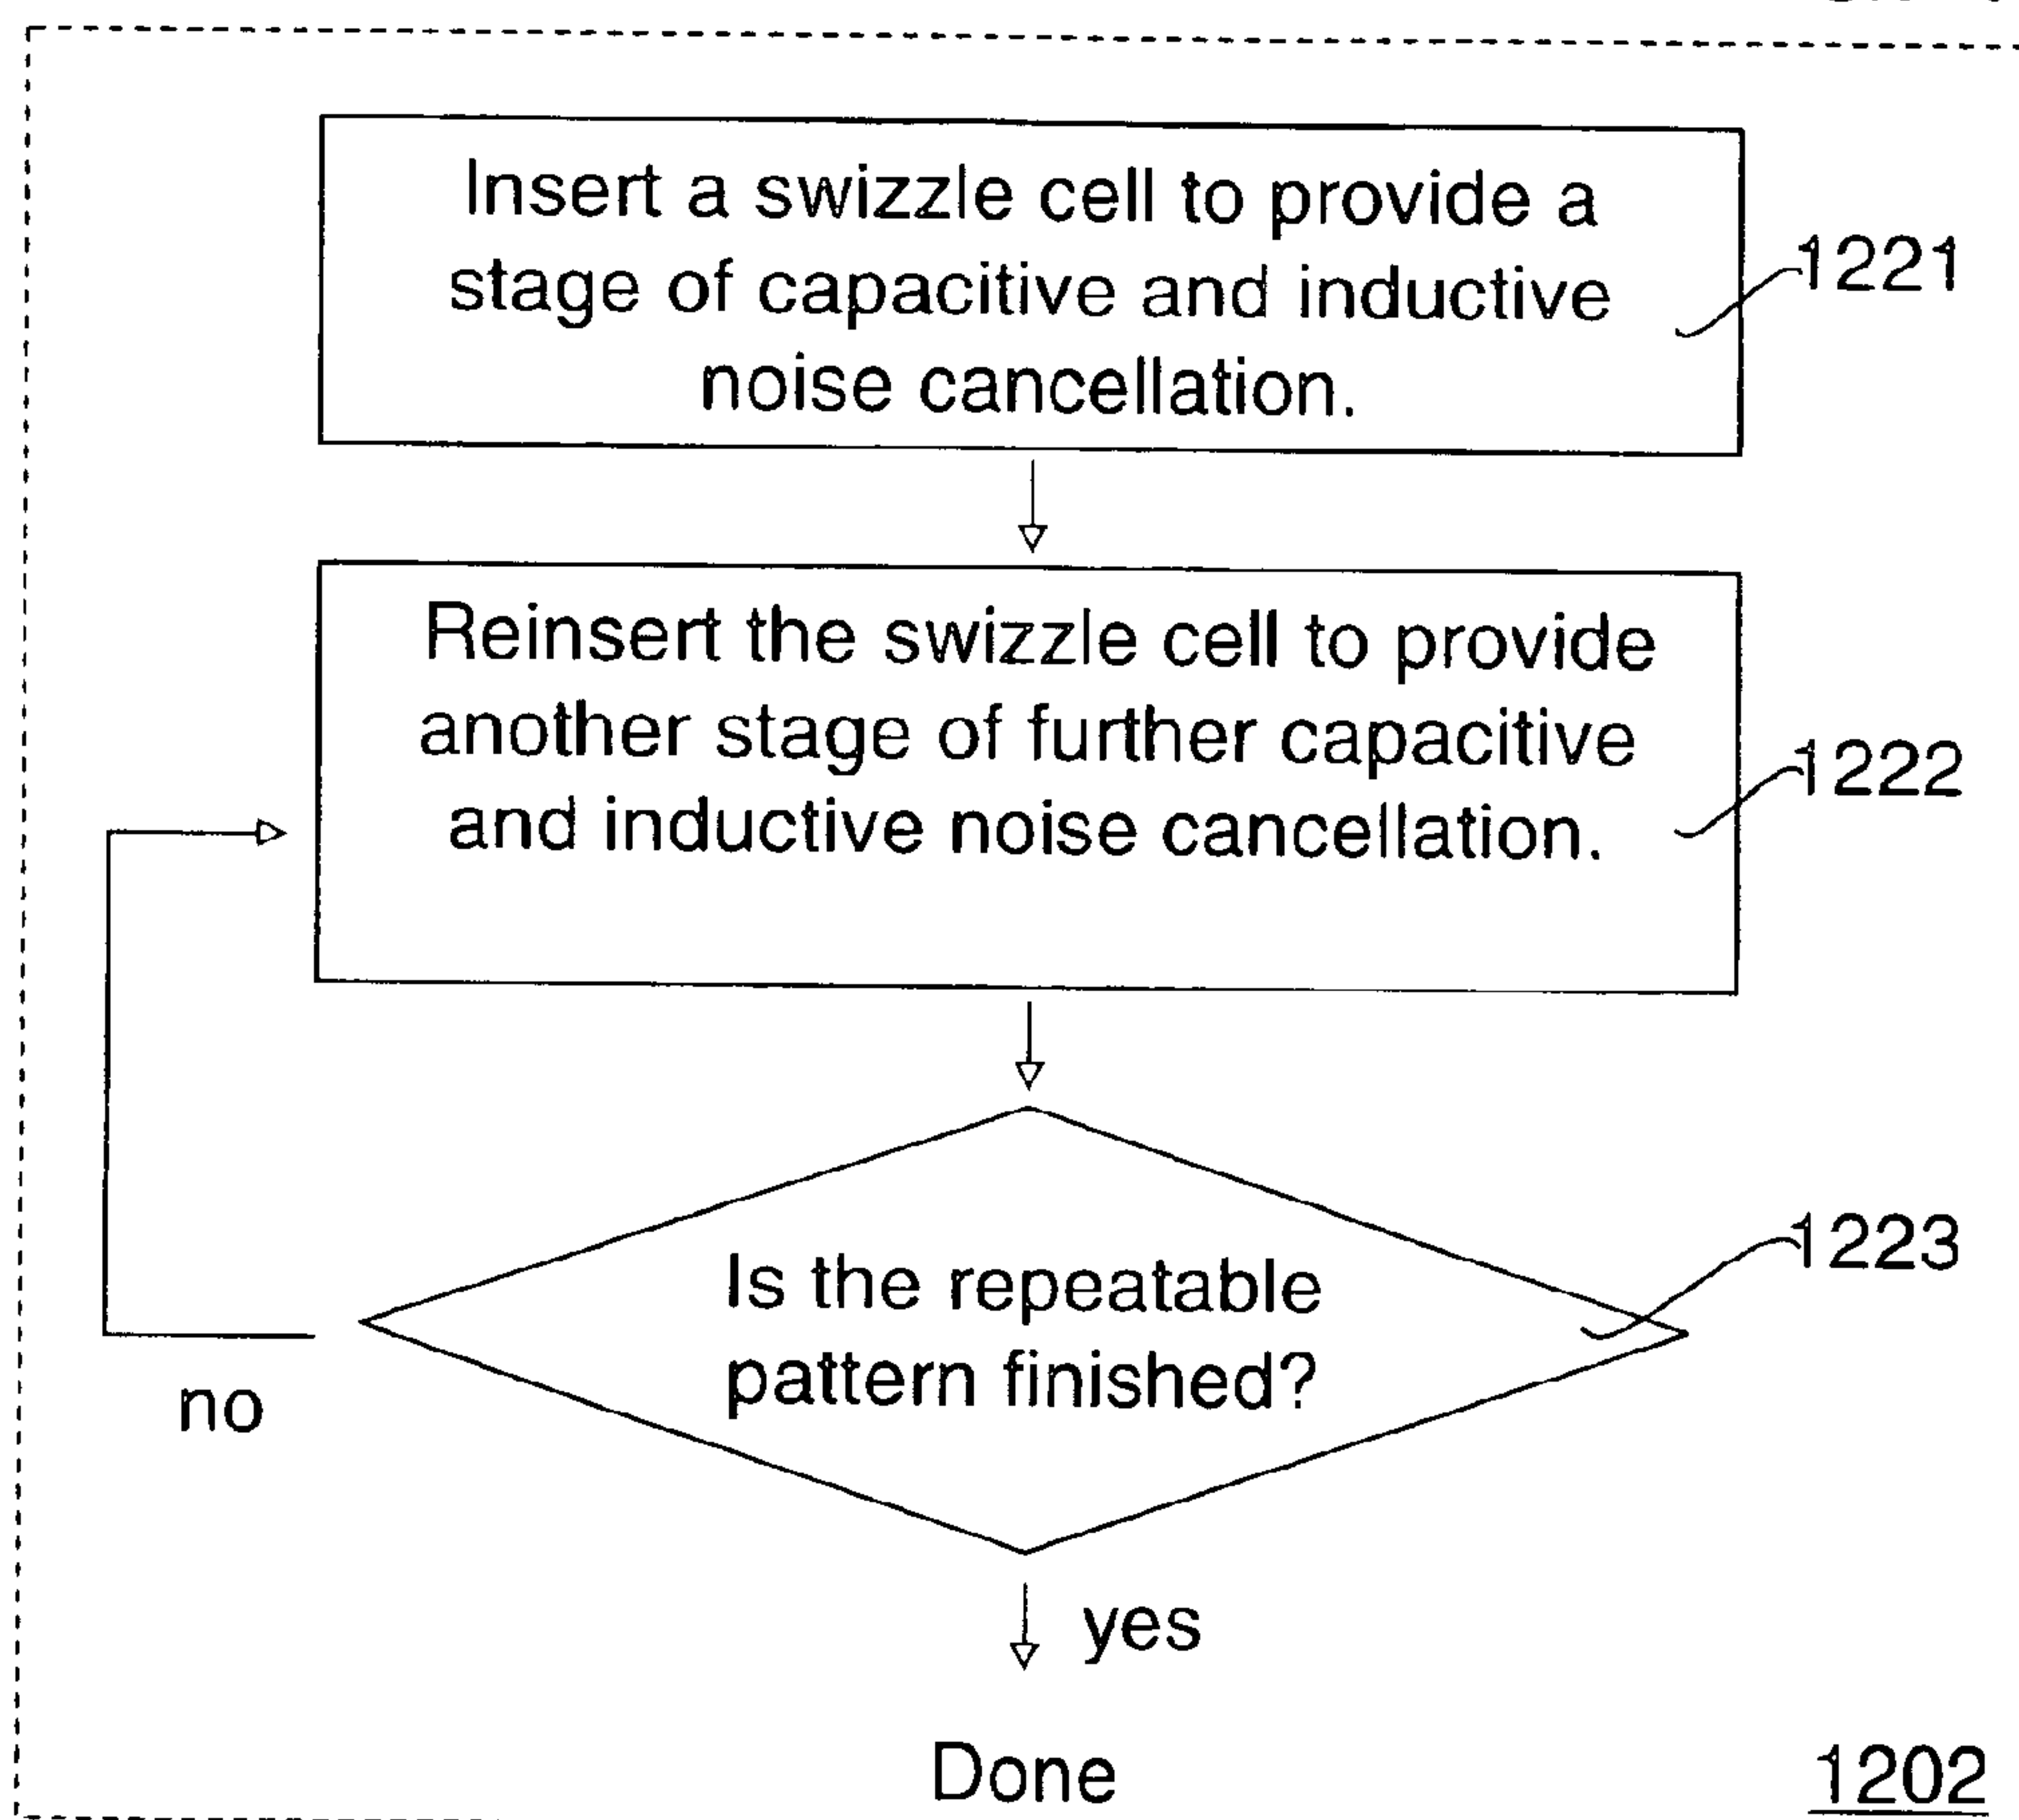 Insert a swizzle cell to provide a
stage of capacitive and inductive
noise cancellation.
1221
Reinsert the swizzle cell to provide
another stage of further capacitive
and inductive noise cancellation.
1222
Is the repeatable
pattern finished?
1223
no
yes
Done
1202